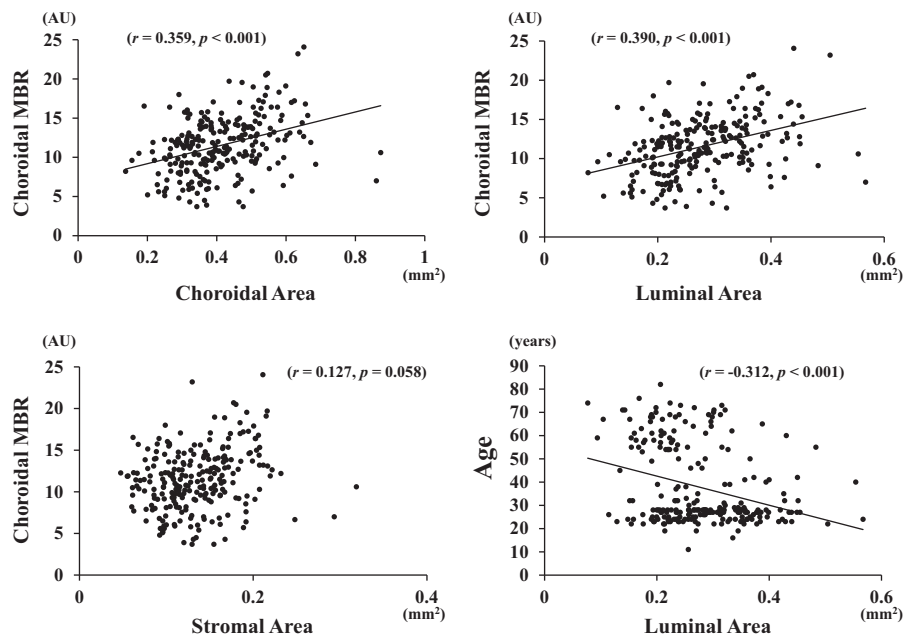 (AU)
(r = 0.359, p < 0.001)
25
20
15
10
5
0
Choroidal MBR
0 0.2 0.4 0.6 0.8 1
(mm²)
Choroidal Area
(AU)
(r = 0.390, p < 0.001)
25
20
15
10
5
0
Choroidal MBR
0 0.2 0.4 0.6
(mm²)
Luminal Area
(AU)
(r = 0.127, p = 0.058)
25
20
15
10
5
0
Choroidal MBR
0 0.2 0.4
(mm²)
Stromal Area
(years)
(r = -0.312, p < 0.001)
90
80
70
60
50
40
30
20
10
0
Age
0 0.2 0.4 0.6
(mm²)
Luminal Area